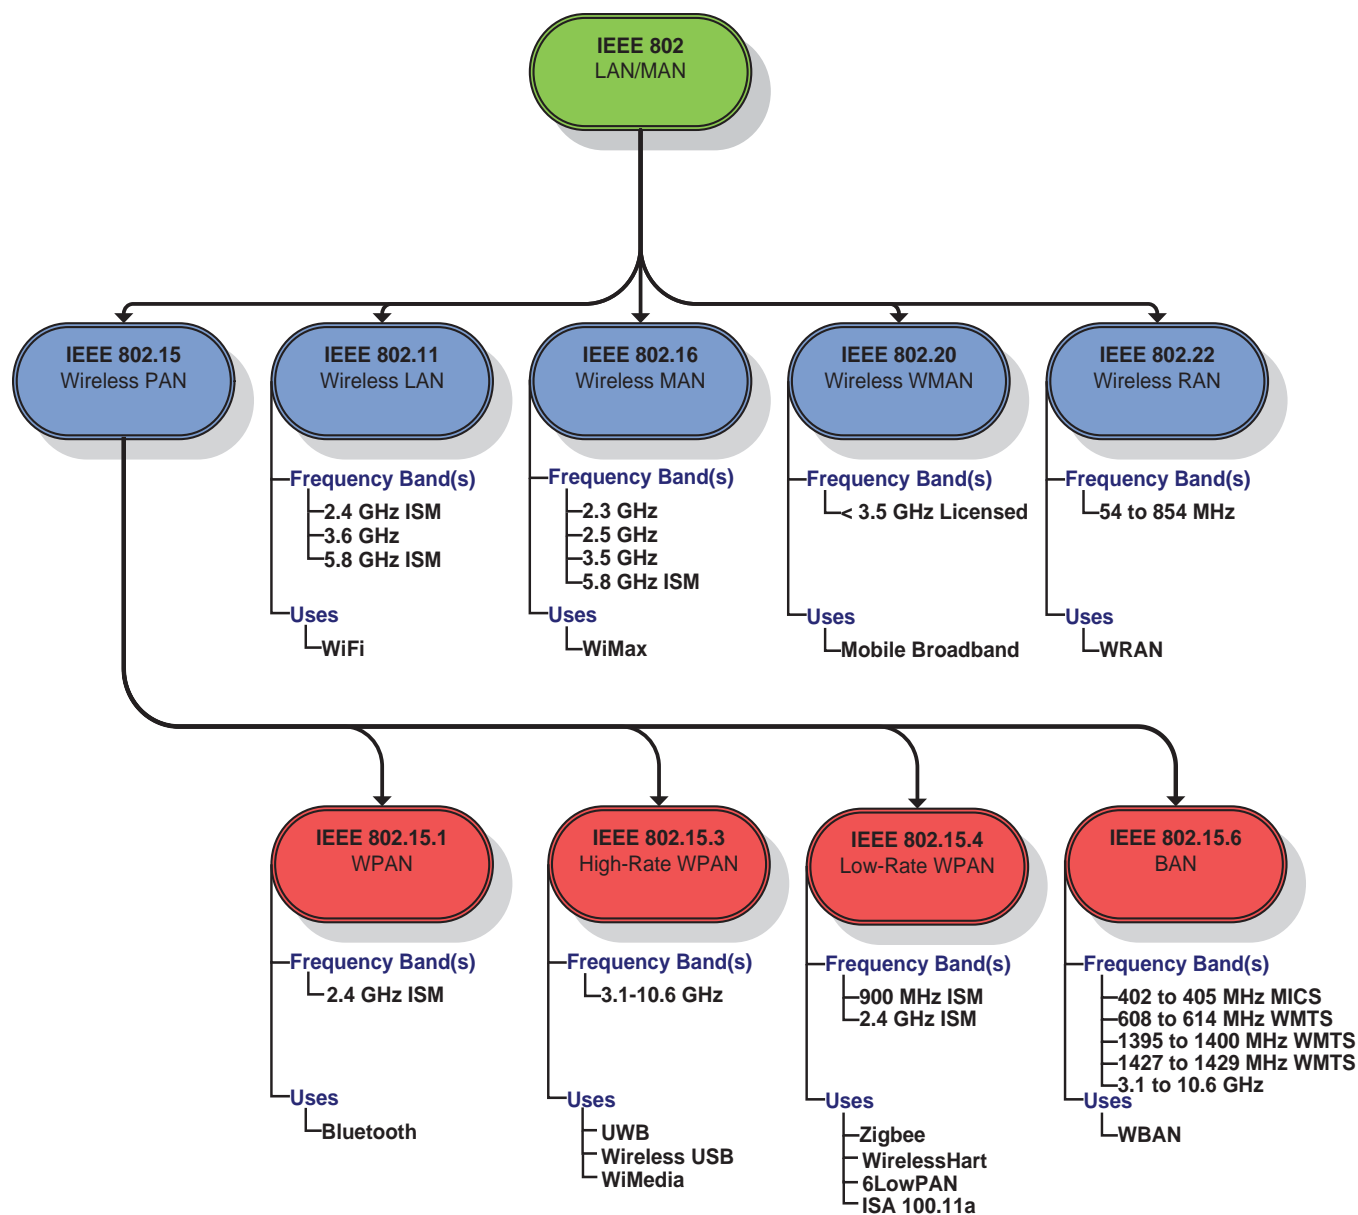 IEEE 802
LAN/MAN
IEEE 802.15
Wireless PAN
IEEE 802.11
Wireless LAN
Frequency Band(s)
2.4 GHz ISM
3.6 GHz
5.8 GHz ISM
Uses
WiFi
IEEE 802.16
Wireless MAN
Frequency Band(s)
2.3 GHz
2.5 GHz
3.5 GHz
5.8 GHz ISM
Uses
WiMax
IEEE 802.20
Wireless WMAN
Frequency Band(s)
< 3.5 GHz Licensed
Uses
Mobile Broadband
IEEE 802.22
Wireless RAN
Frequency Band(s)
54 to 854 MHz
Uses
WRAN
IEEE 802.15.1
WPAN
Frequency Band(s)
2.4 GHz ISM
Uses
Bluetooth
IEEE 802.15.3
High-Rate WPAN
Frequency Band(s)
3.1-10.6 GHz
Uses
UWB
Wireless USB
WiMedia
IEEE 802.15.4
Low-Rate WPAN
Frequency Band(s)
900 MHz ISM
2.4 GHz ISM
Uses
Zigbee
WirelessHart
6LowPAN
ISA 100.11a
IEEE 802.15.6
BAN
Frequency Band(s)
402 to 405 MHz MICS
608 to 614 MHz WMTS
1395 to 1400 MHz WMTS
1427 to 1429 MHz WMTS
3.1 to 10.6 GHz
Uses
WBAN